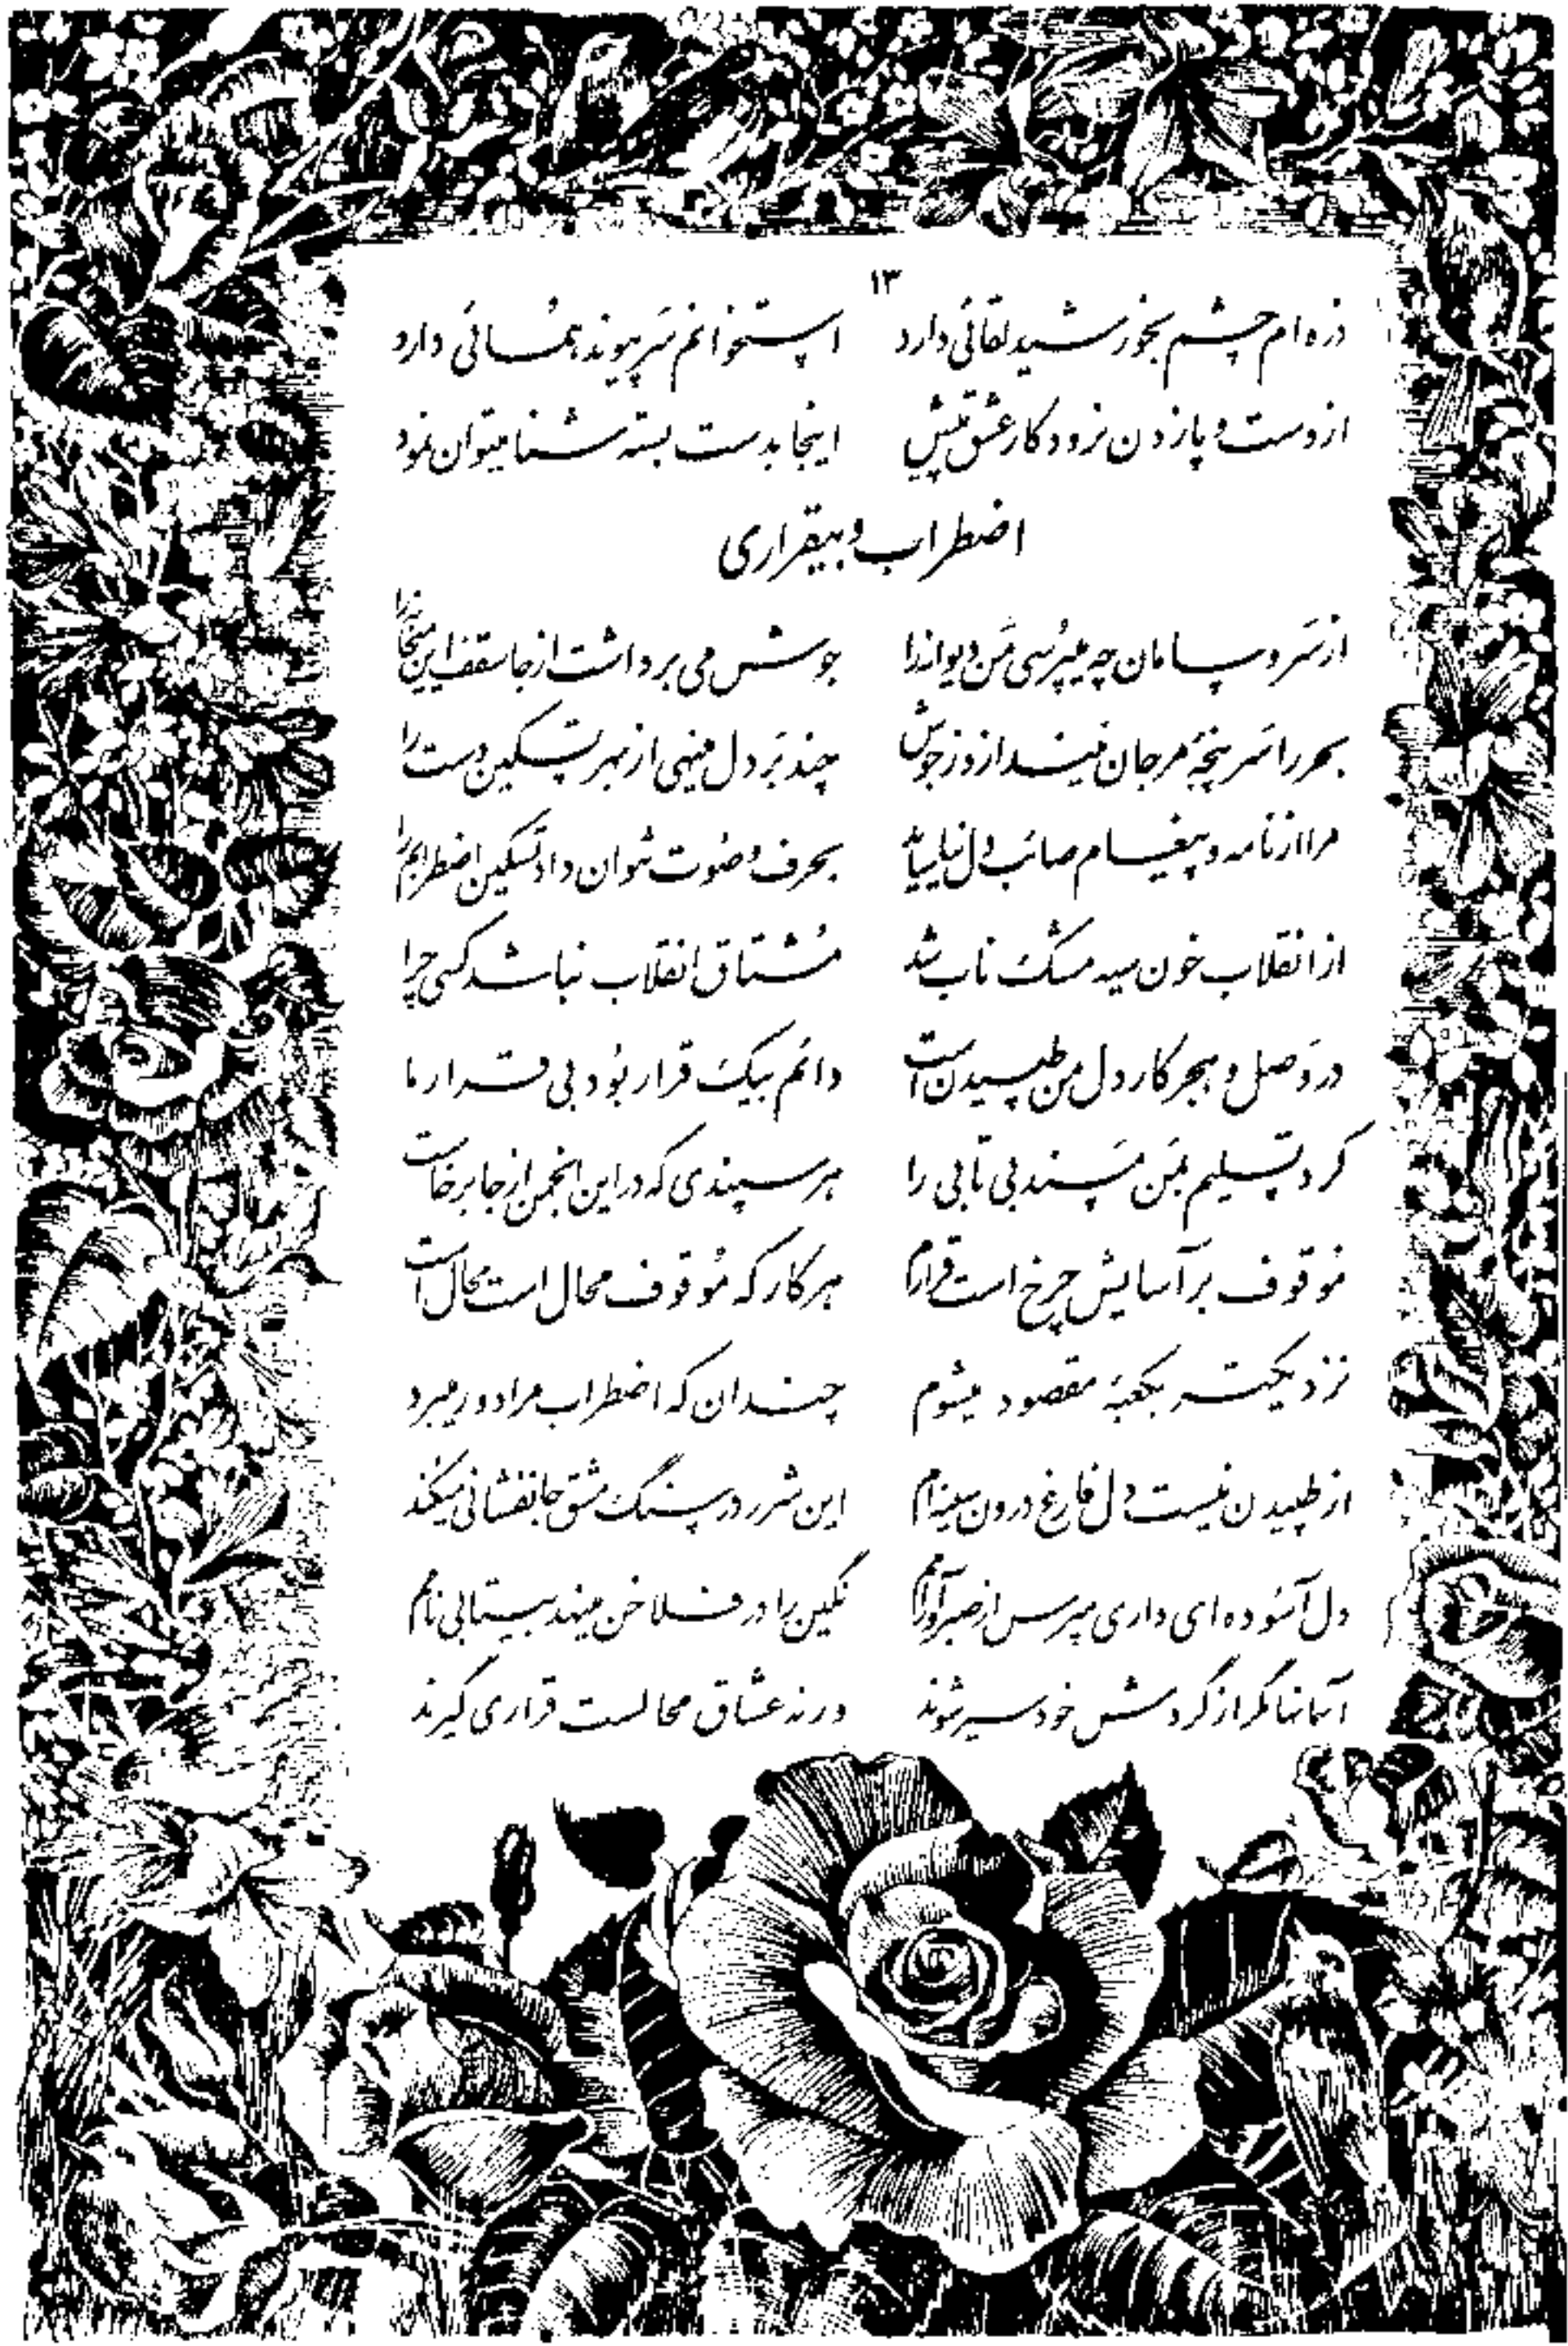 ۱۳
ذره ام چشم بخورشید لقائی دارد استخوانم سر پیوند همائی دارد
از دست و پا زدن نرود کار عشق پیش اینجا بدست بسته شنا میتوان نمود
اضطراب و بیقراری
از سر و سامان چه میپرسی من دیوانه را جوش می برداشت از جا سقف این میخانه را
بحر را سر پنجه مرجان نیندازد ز جوش چند بر دل مینهی از بهر تسکین دست را
مرا از نامه و پیغام صائب دل نیاساید بحرف و صوت نتوان داد تسکین اضطرابم را
از انقلاب خون سیه مشک ناب شد مشتاق انقلاب نباشد کسی چرا
در وصل و هجر کار دل من طپیدن است دائم بیک قرار بود بی قرار ما
کرد تسلیم بمن مسند بی تابی را هر سپندی که در این انجمن از جا برخاست
موقوف بر آسایش چرخ است قرارم هر کار که موقوف محال است محال است
نزدیکتر بکعبه مقصود میشوم چندان که اضطراب مرا دور میبرد
از طپیدن نیست دل فارغ درون سینه ام این شرر در سنگ مشق جانفشانی میکند
دل آسوده ای داری مپرس از صبر و آرامم نگین را در فلاخن مینهد بیتابی نامم
آسمانها مگر از گردش خود سیر شوند ورنه عشاق محالست قراری گیرند